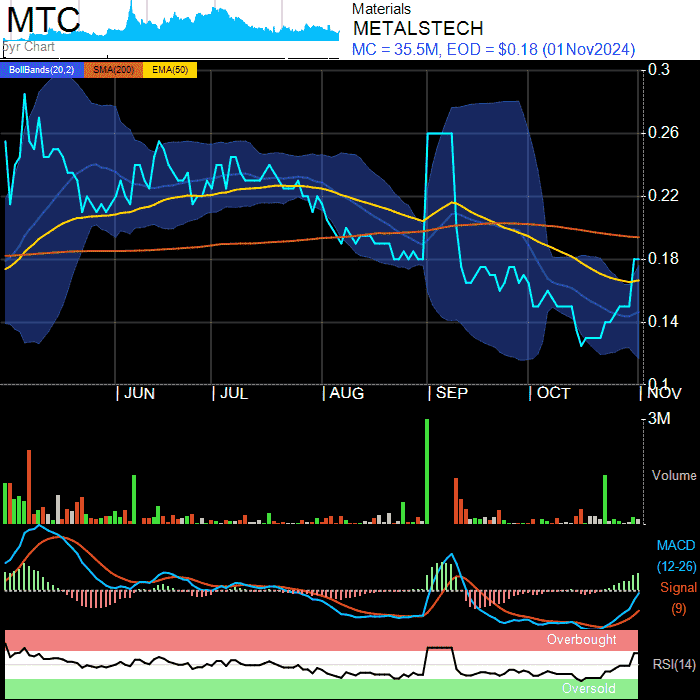 MTC
5yr Chart
Materials
METALSTECH
MC = 35.5M, EOD = $0.18 (01Nov2024)
BollBands(20,2) SMA(200) EMA(50)
0.3
0.26
0.22
0.18
0.14
0.1
JUN JUL AUG SEP OCT NOV
3M
Volume
MACD
(12-26)
Signal
(9)
Overbought
RSI(14)
Oversold